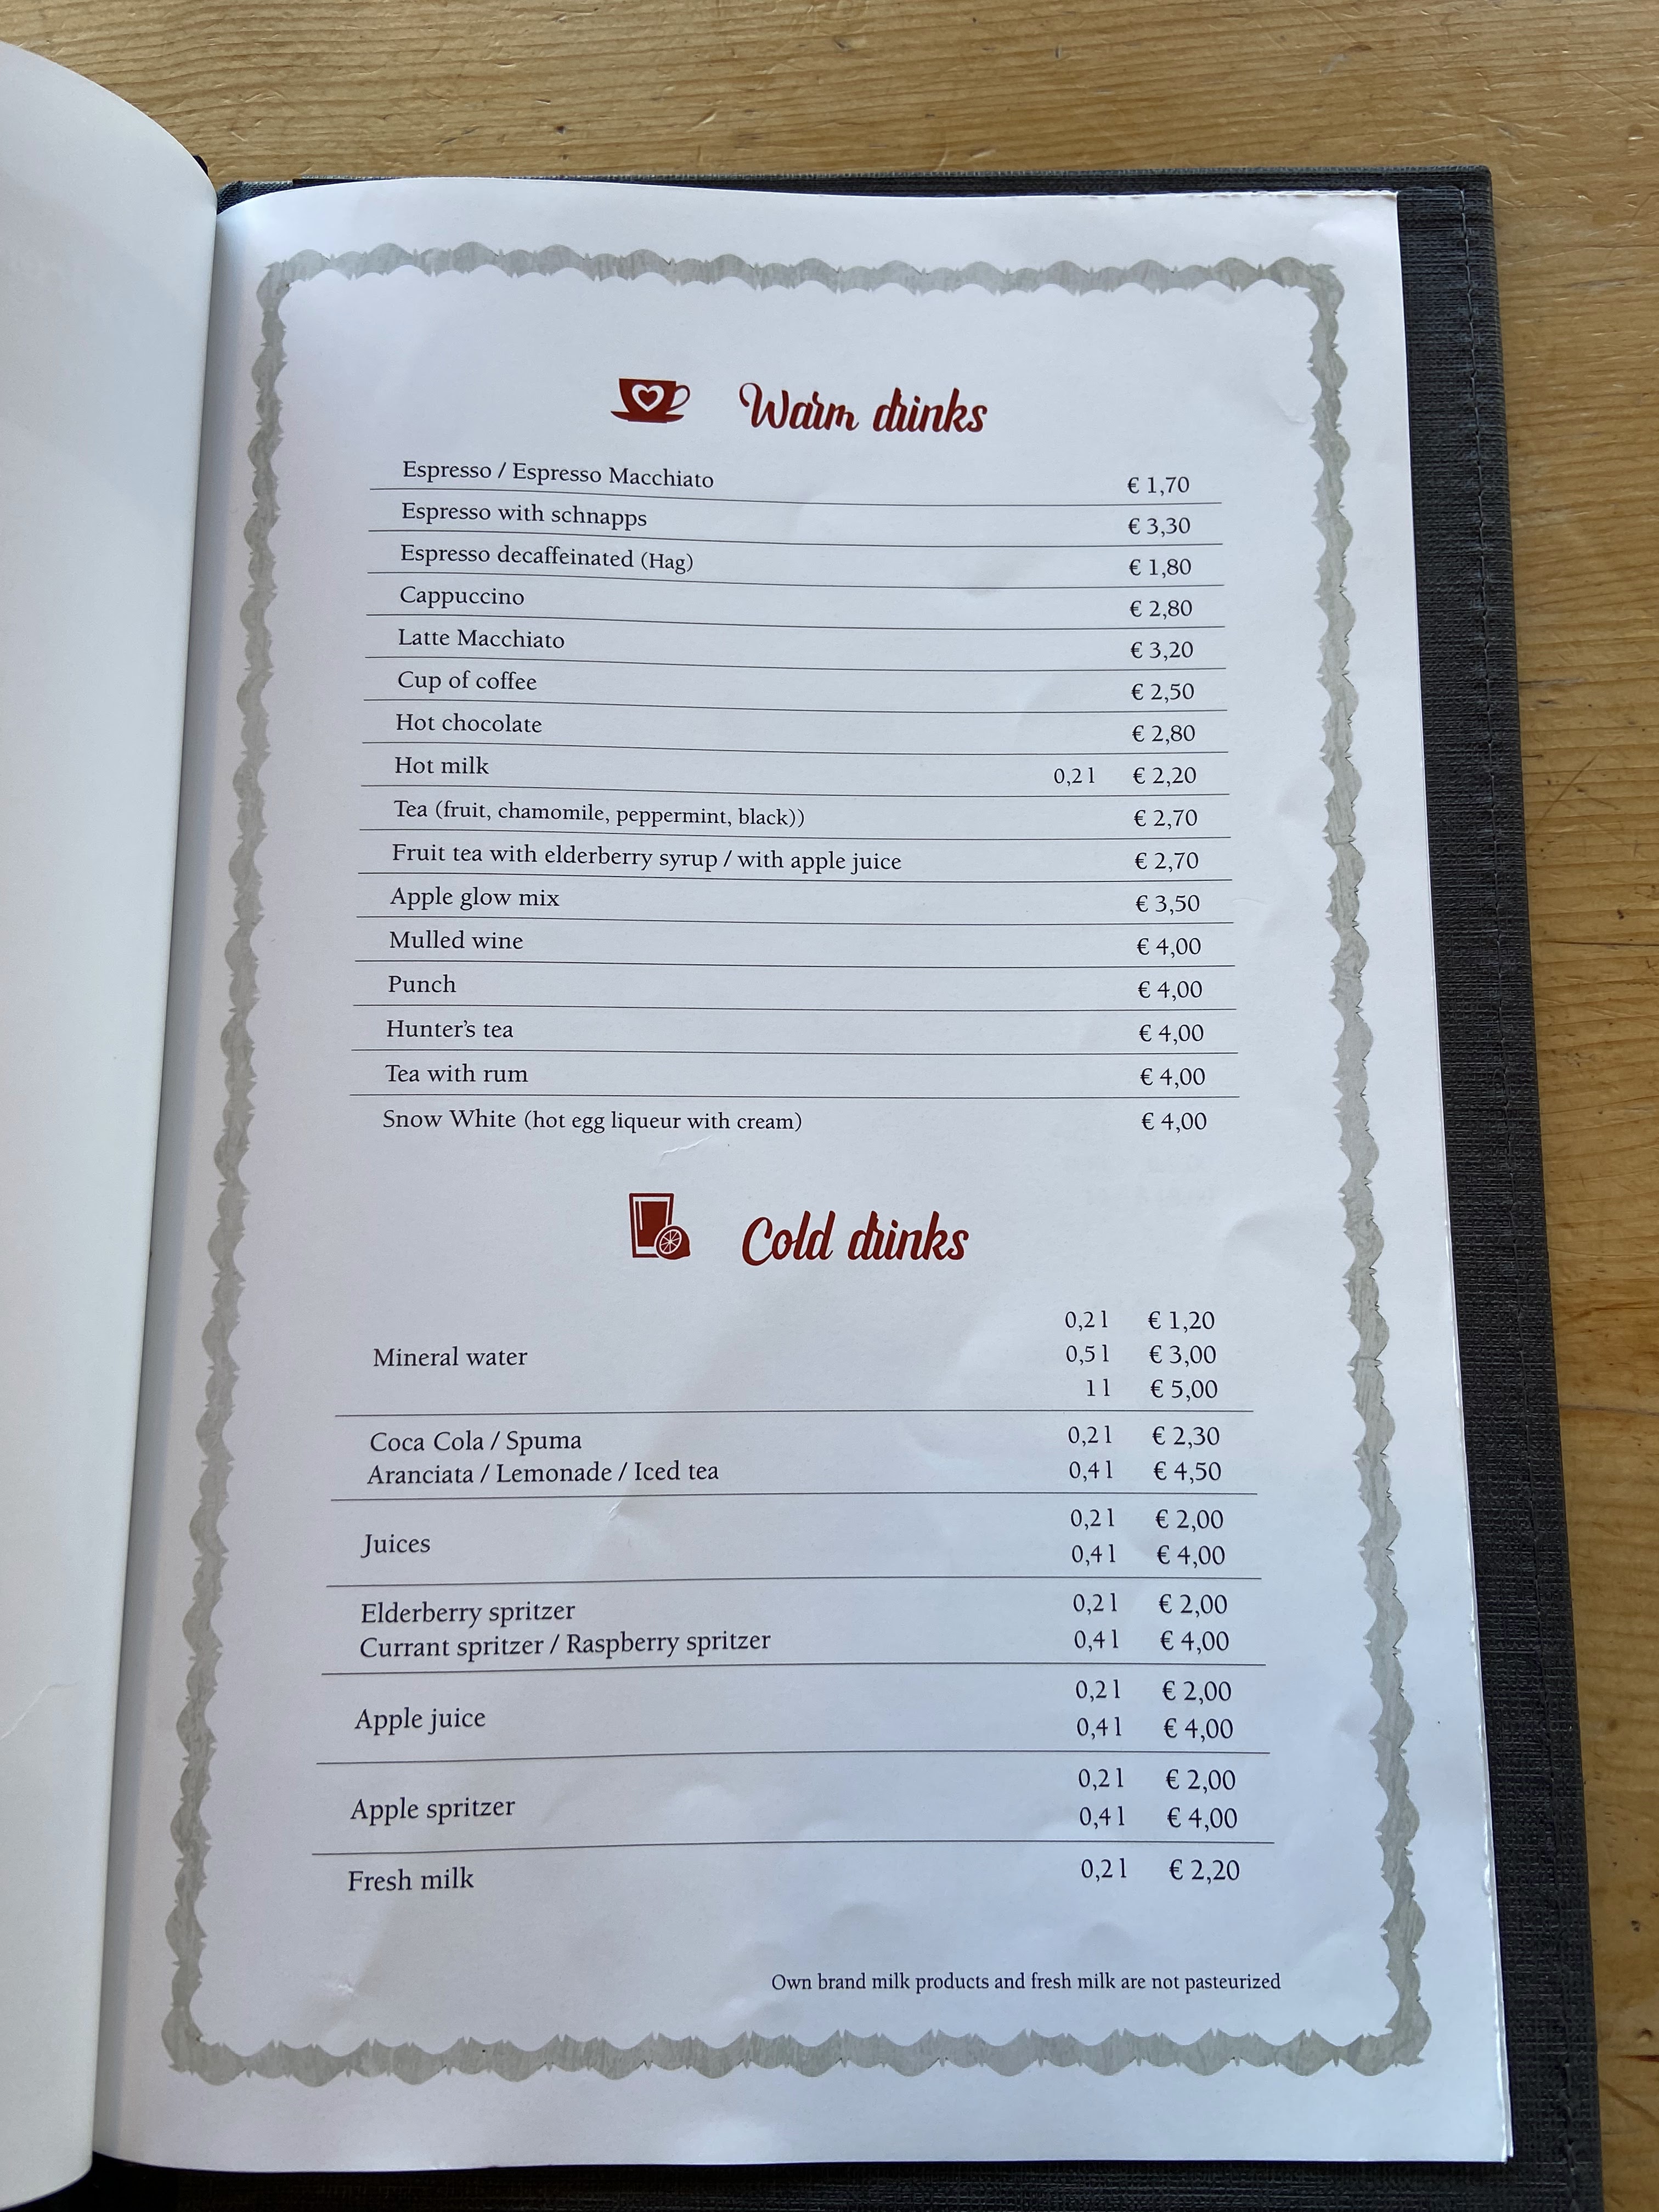 Warm drinks
Espresso / Espresso Macchiato € 1,70
Espresso with schnapps € 3,30
Espresso decaffeinated (Hag) € 1,80
Cappuccino € 2,80
Latte Macchiato € 3,20
Cup of coffee € 2,50
Hot chocolate € 2,80
Hot milk 0,2 l € 2,20
Tea (fruit, chamomile, peppermint, black)) € 2,70
Fruit tea with elderberry syrup / with apple juice € 2,70
Apple glow mix € 3,50
Mulled wine € 4,00
Punch € 4,00
Hunter's tea € 4,00
Tea with rum € 4,00
Snow White (hot egg liqueur with cream) € 4,00
Cold drinks
0,2 l € 1,20
Mineral water 0,5 l € 3,00
1 l € 5,00
Coca Cola / Spuma 0,2 l € 2,30
Aranciata / Lemonade / Iced tea 0,4 l € 4,50
Juices 0,2 l € 2,00
0,4 l € 4,00
Elderberry spritzer 0,2 l € 2,00
Currant spritzer / Raspberry spritzer 0,4 l € 4,00
Apple juice 0,2 l € 2,00
0,4 l € 4,00
Apple spritzer 0,2 l € 2,00
0,4 l € 4,00
Fresh milk 0,2 l € 2,20
Own brand milk products and fresh milk are not pasteurized